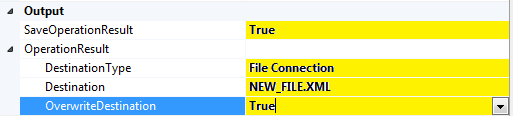 Output
SaveOperationResult True
OperationResult
DestinationType File Connection
Destination NEW_FILE.XML
OverwriteDestination True